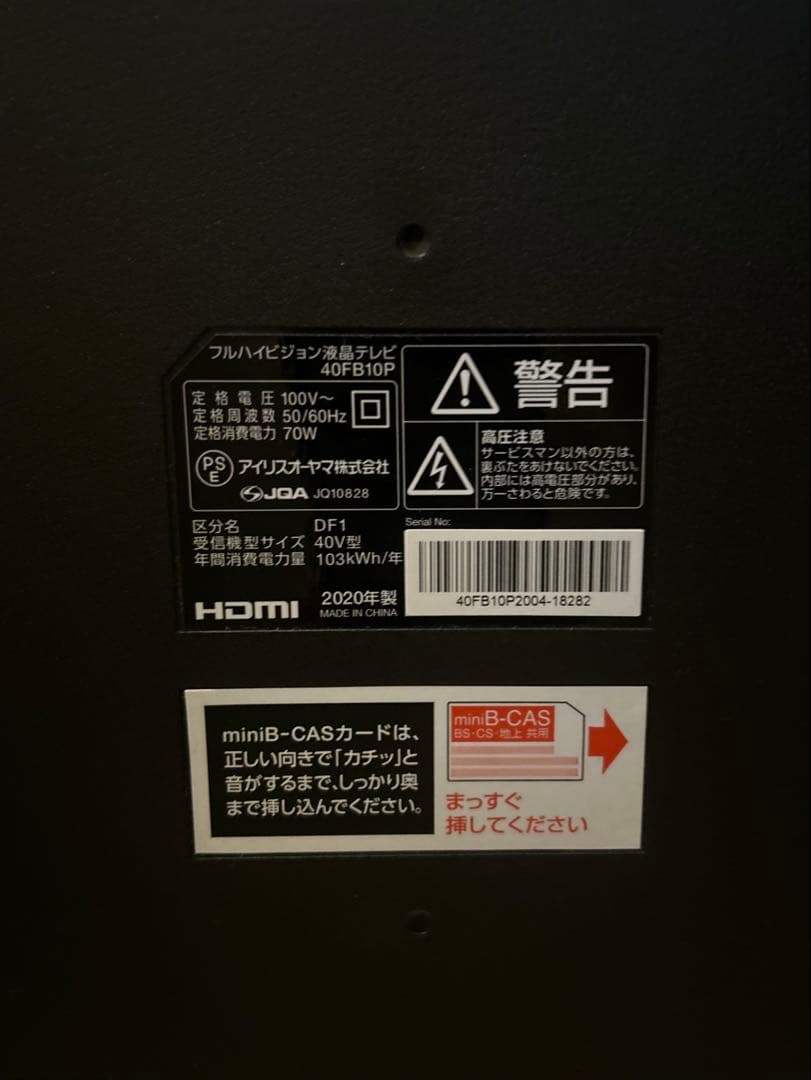 フルハイビジョン液晶テレビ
40FB10P
定格電圧 100V～
定格周波数 50/60Hz
定格消費電力 70W
PS
E
アイリスオーヤマ株式会社
JQA JQ10828
区分名 DF1
受信機型サイズ 40V型
年間消費電力量 103kWh/年
HDMI
2020年製
MADE IN CHINA
警告
高圧注意
サービスマン以外の方は、
裏ぶたをあけないでください。
内部には高電圧部分があり、
万一さわると危険です。
Serial No:
40FB10P2004-18282
miniB-CASカードは、
正しい向きで「カチッ」と
音がするまで、しっかり奥
まで挿し込んでください。
miniB-CAS
BS・CS・地上 共用
まっすぐ
挿してください